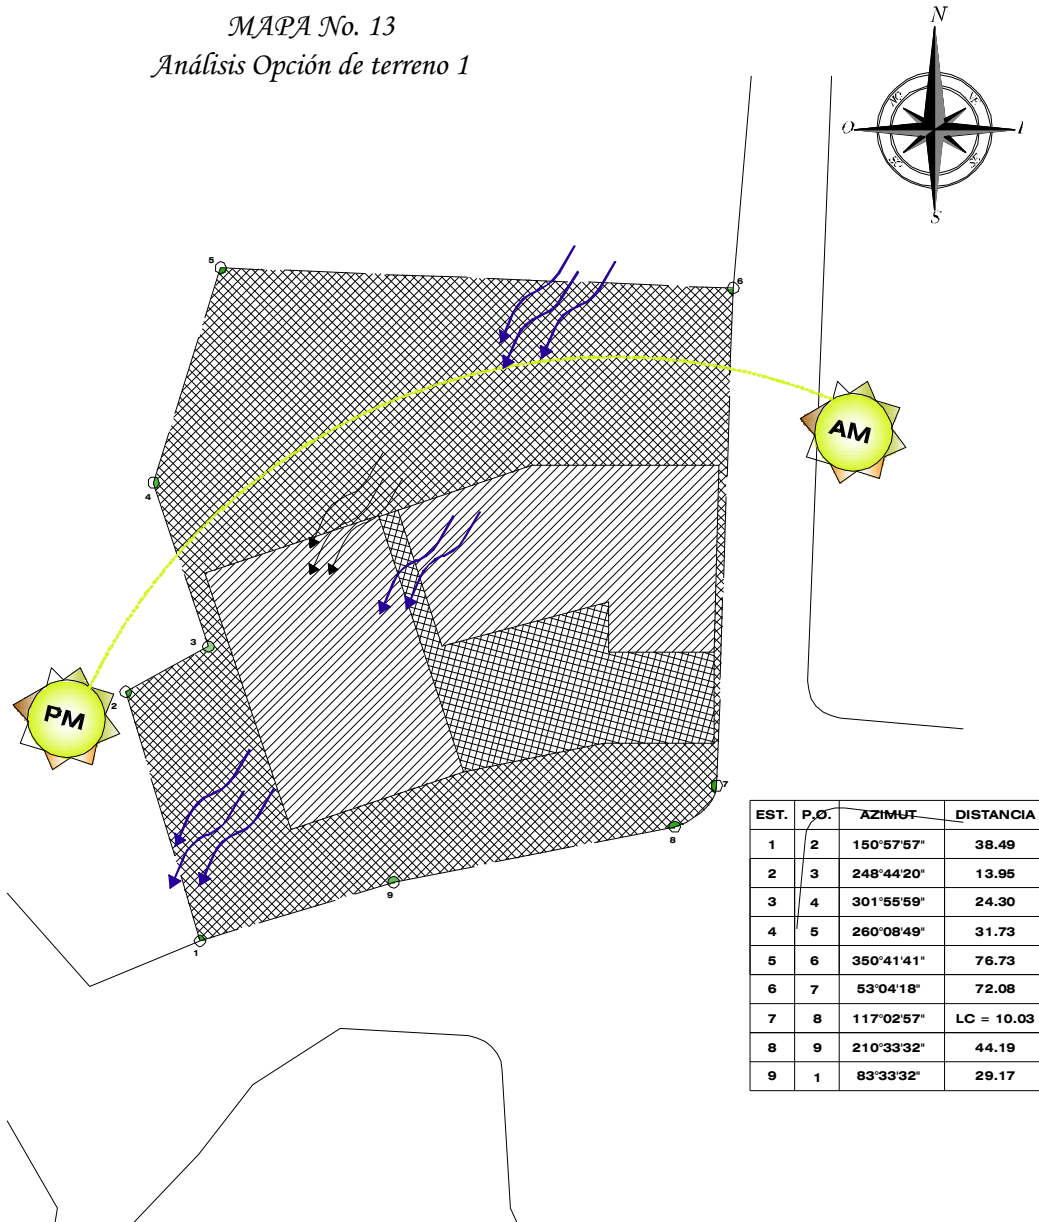 MAPA No. 13
Análisis Opción de terreno 1
N
O
S
5
6
AM
4
3
2
PM
7
8
9
1
EST. P.O. AZIMUT DISTANCIA
1 2 150°57'57" 38.49
2 3 248°44'20" 13.95
3 4 301°55'59" 24.30
4 5 260°08'49" 31.73
5 6 350°41'41" 76.73
6 7 53°04'18" 72.08
7 8 117°02'57" LC = 10.03
8 9 210°33'32" 44.19
9 1 83°33'32" 29.17